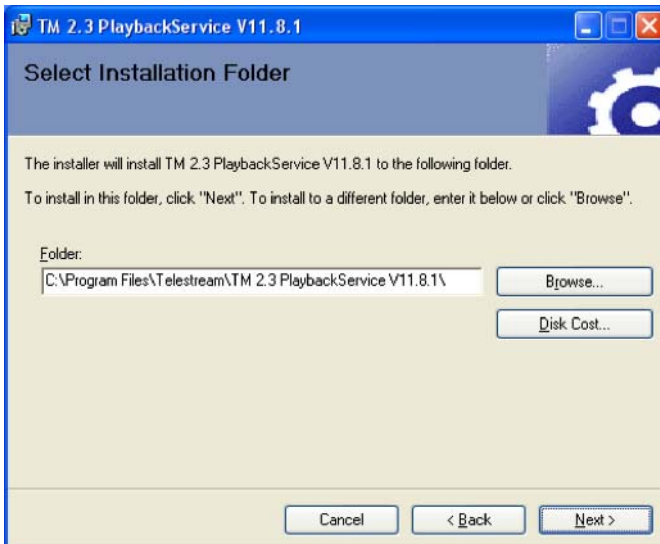 TM 2.3 PlaybackService V11.8.1
Select Installation Folder
The installer will install TM 2.3 PlaybackService V11.8.1 to the following folder.
To install in this folder, click "Next". To install to a different folder, enter it below or click "Browse".
Folder:
C:\Program Files\Telestream\TM 2.3 PlaybackService V11.8.1\
Browse...
Disk Cost...
Cancel
< Back
Next >